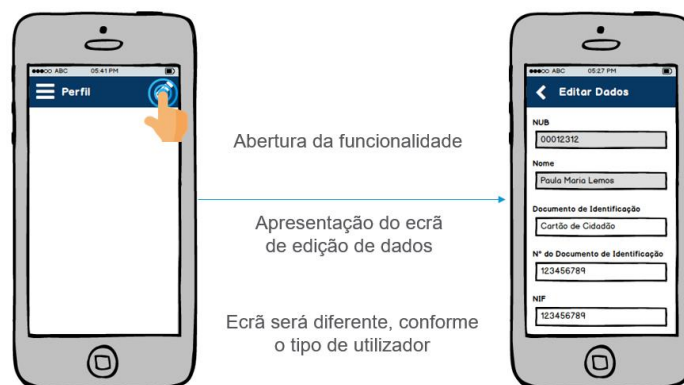 ABC 05:41 PM
Perfil
Abertura da funcionalidade
Apresentação do ecrã
de edição de dados
Ecrã será diferente, conforme
o tipo de utilizador
ABC 05:27 PM
Editar Dados
NUB
00012312
Nome
Paula Maria Lemos
Documento de Identificação
Cartão de Cidadão
Nº do Documento de Identificação
123456789
NIF
123456789